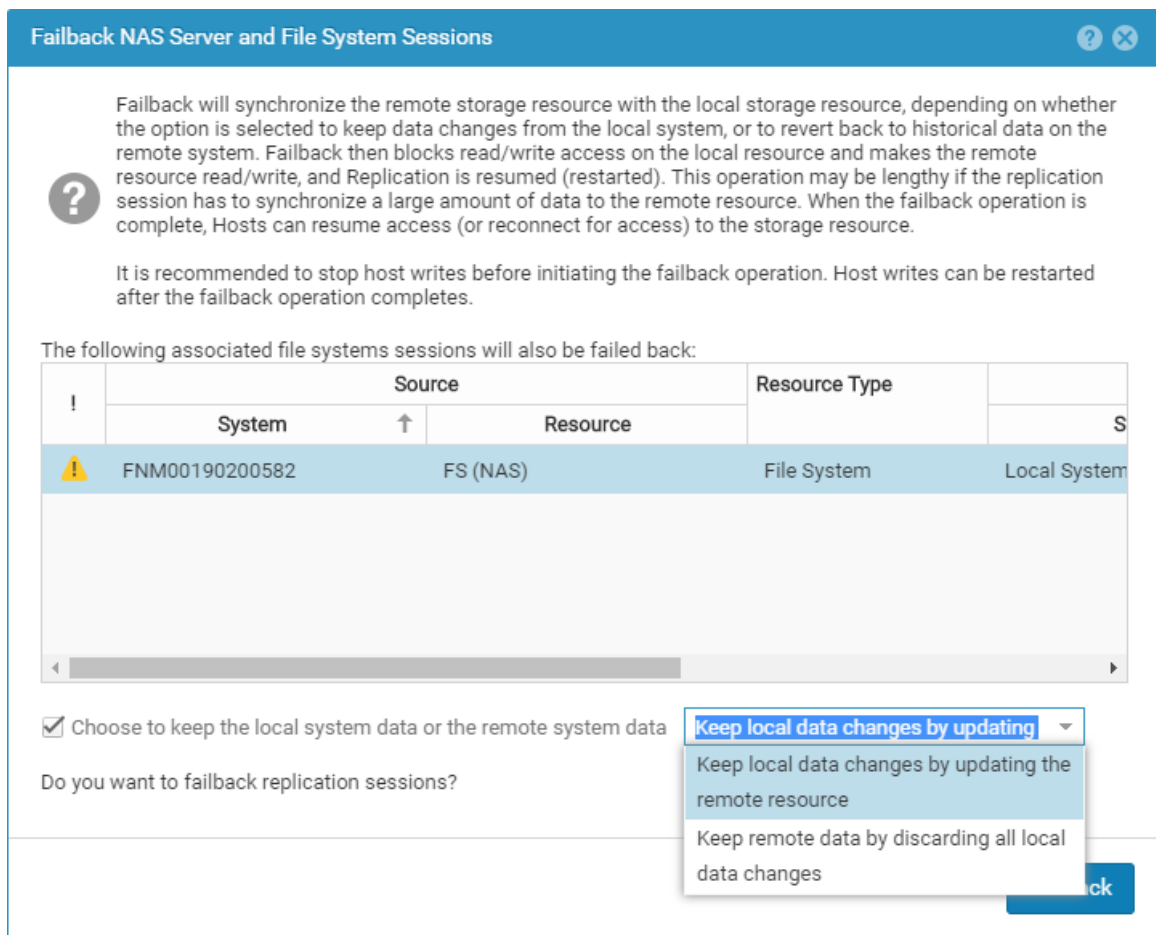 Failback NAS Server and File System Sessions
Failback will synchronize the remote storage resource with the local storage resource, depending on whether
the option is selected to keep data changes from the local system, or to revert back to historical data on the
remote system. Failback then blocks read/write access on the local resource and makes the remote
resource read/write, and Replication is resumed (restarted). This operation may be lengthy if the replication
session has to synchronize a large amount of data to the remote resource. When the failback operation is
complete, Hosts can resume access (or reconnect for access) to the storage resource.
It is recommended to stop host writes before initiating the failback operation. Host writes can be restarted
after the failback operation completes.
The following associated file systems sessions will also be failed back:
! Source Resource Type
System Resource S
FNM00190200582 FS (NAS) File System Local System
Choose to keep the local system data or the remote system data Keep local data changes by updating
Keep local data changes by updating the
remote resource
Do you want to failback replication sessions?
Keep remote data by discarding all local
data changes
ck